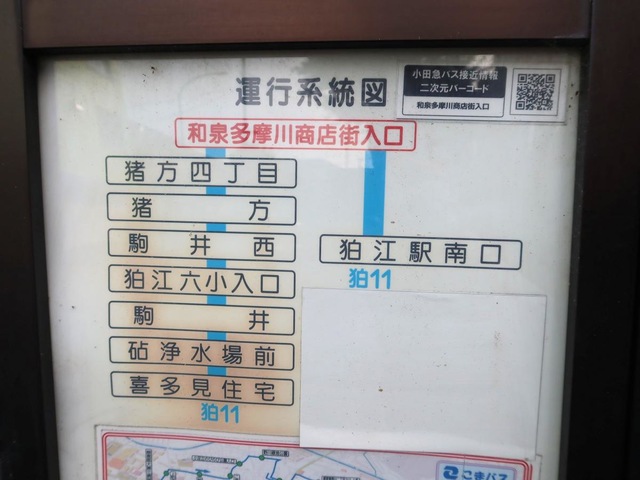 運行系統図
小田急バス接近情報
二次元バーコード
和泉多摩川商店街入口
和泉多摩川商店街入口
猪方四丁目
猪方
駒井西
狛江六小入口
駒井
砧浄水場前
喜多見住宅
狛11
狛江駅南口
狛11
こまバス